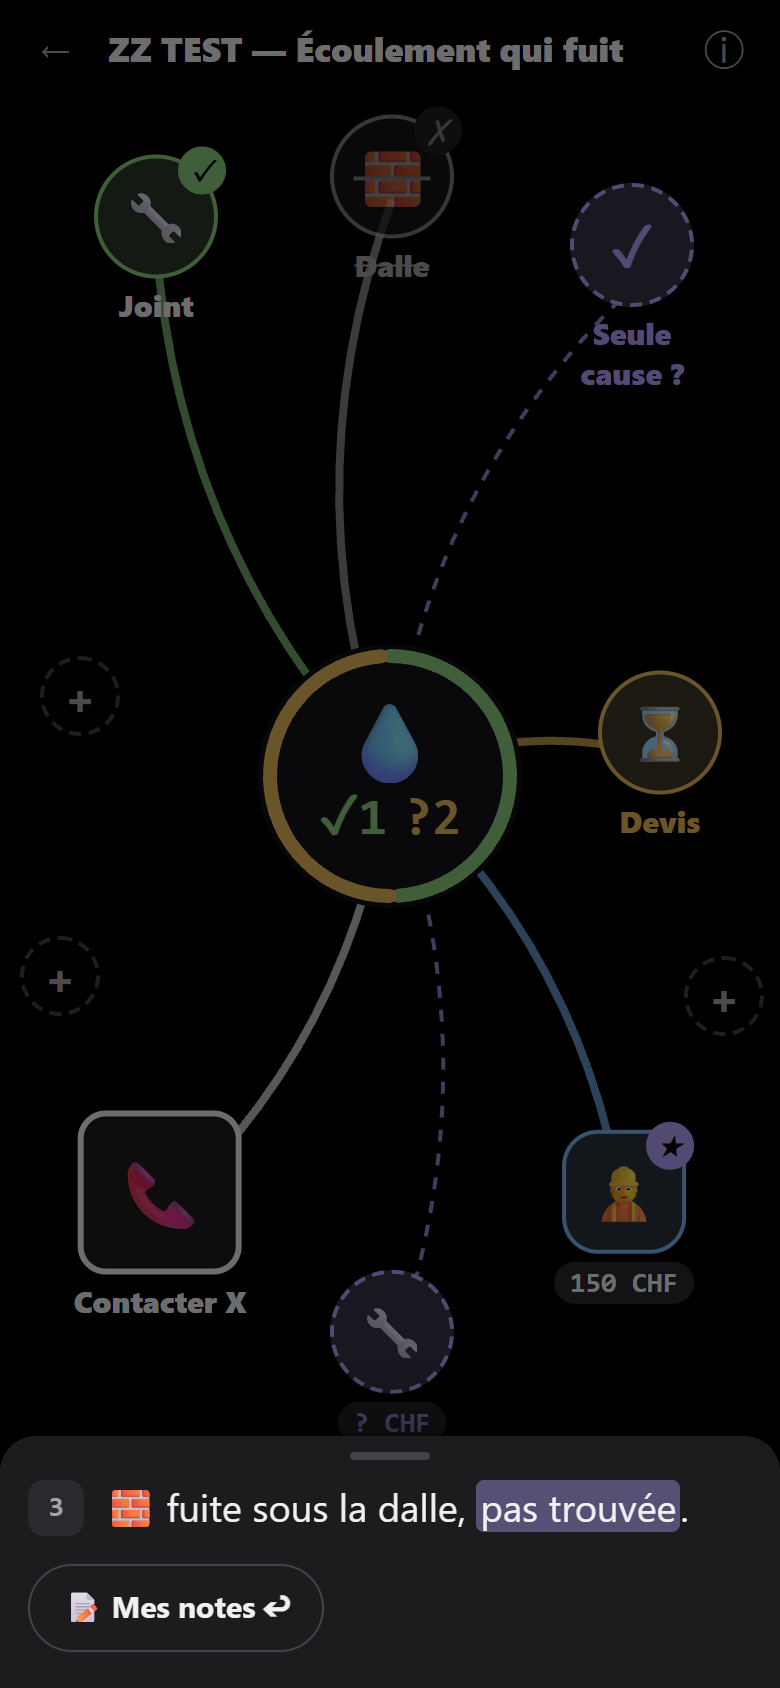 ← ZZ TEST — Écoulement qui fuit ⓘ
✓
✗
Joint
Dalle
✓
Seule
cause ?
+
✓1 ?2
Devis
+
+
★
Contacter X
150 CHF
? CHF
3 fuite sous la dalle, pas trouvée.
Mes notes ↩